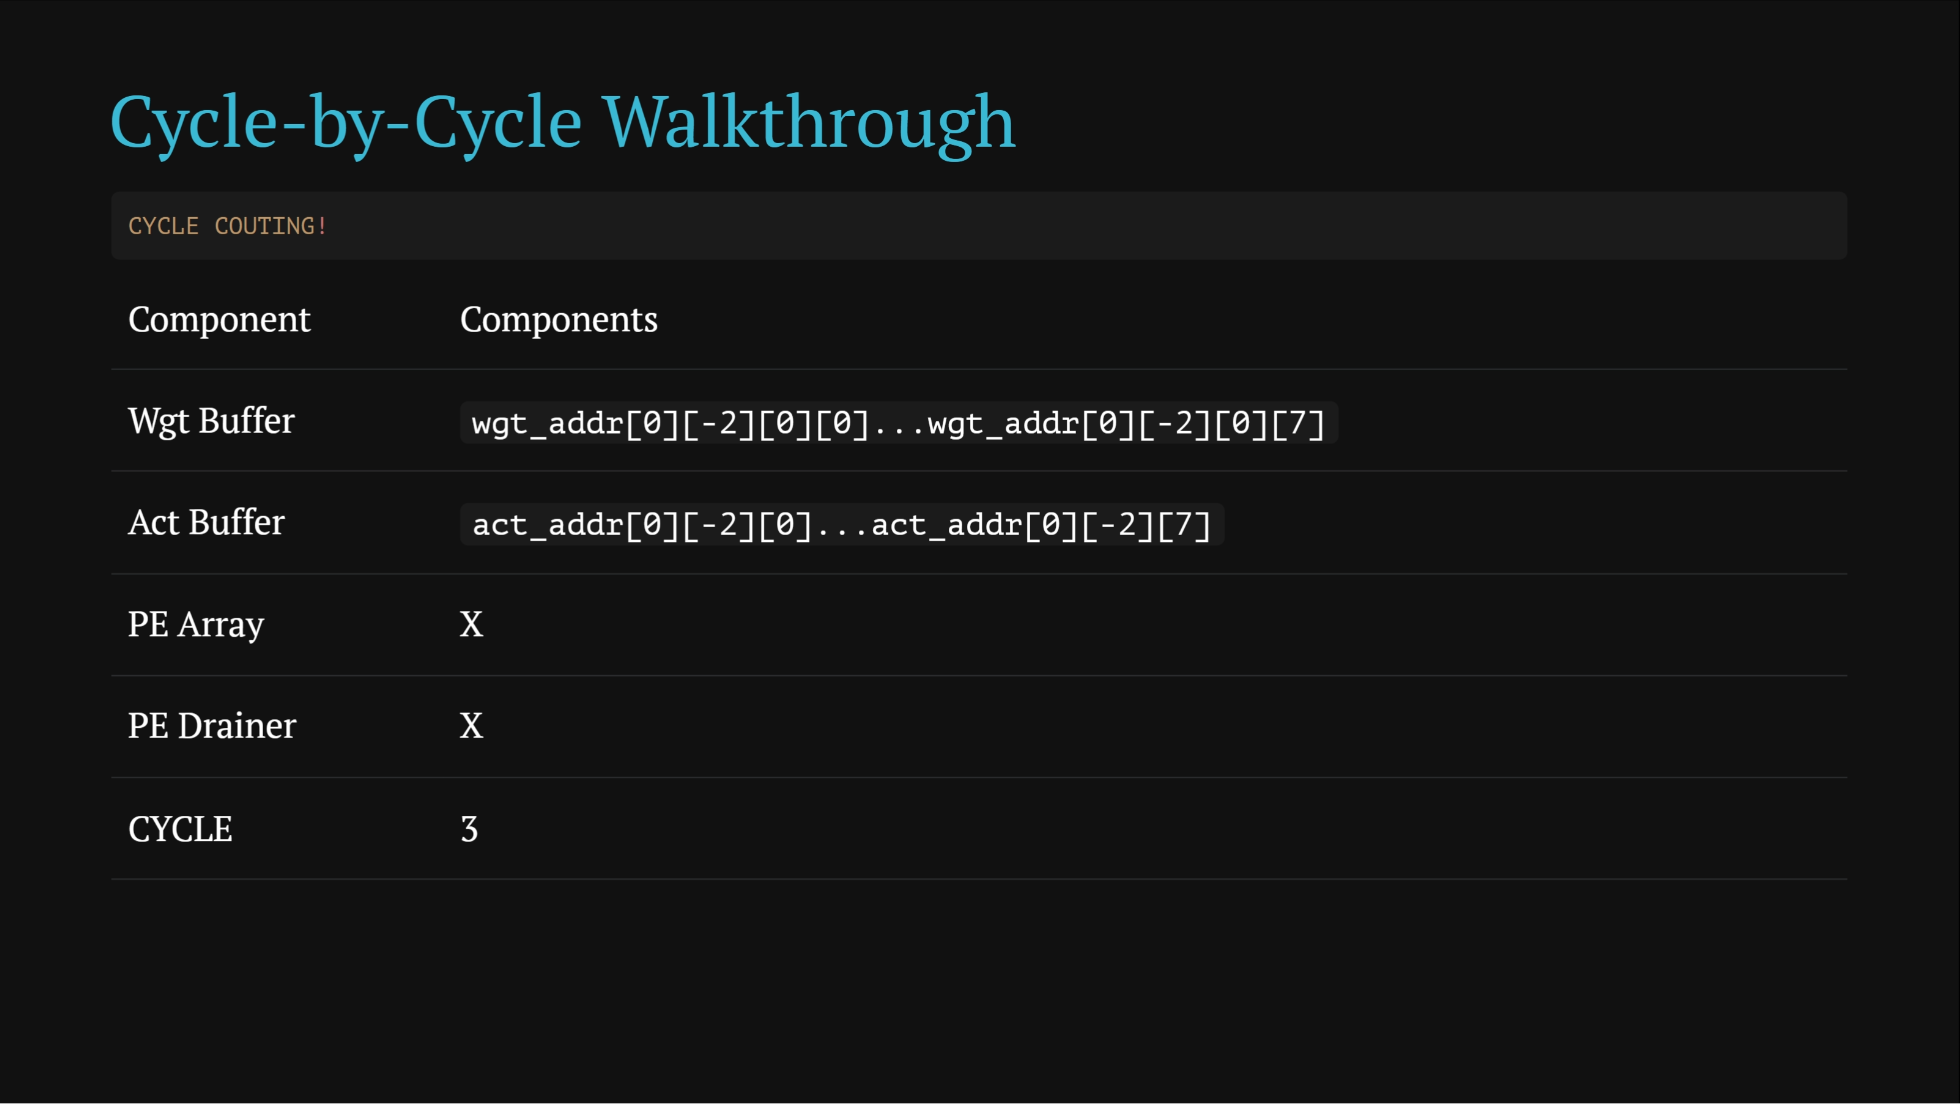 Cycle-by-Cycle Walkthrough
CYCLE COUTING!
Component Components
Wgt Buffer wgt_addr[0][-2][0][0]...wgt_addr[0][-2][0][7]
Act Buffer act_addr[0][-2][0]...act_addr[0][-2][7]
PE Array X
PE Drainer X
CYCLE 3